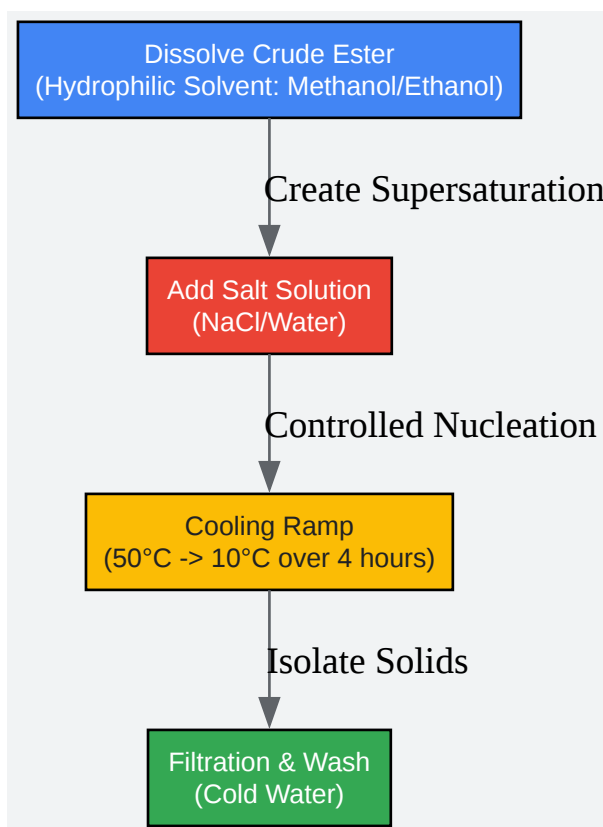 Dissolve Crude Ester
(Hydrophilic Solvent: Methanol/Ethanol)
Create Supersaturation
Add Salt Solution
(NaCl/Water)
Controlled Nucleation
Cooling Ramp
(50°C -> 10°C over 4 hours)
Isolate Solids
Filtration & Wash
(Cold Water)